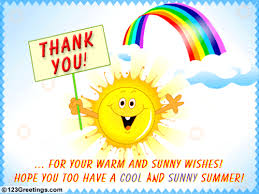 THANK
YOU!
... FOR YOUR WARM AND SUNNY WISHES!
HOPE YOU TOO HAVE A COOL AND SUNNY SUMMER!
©123Greetings.com